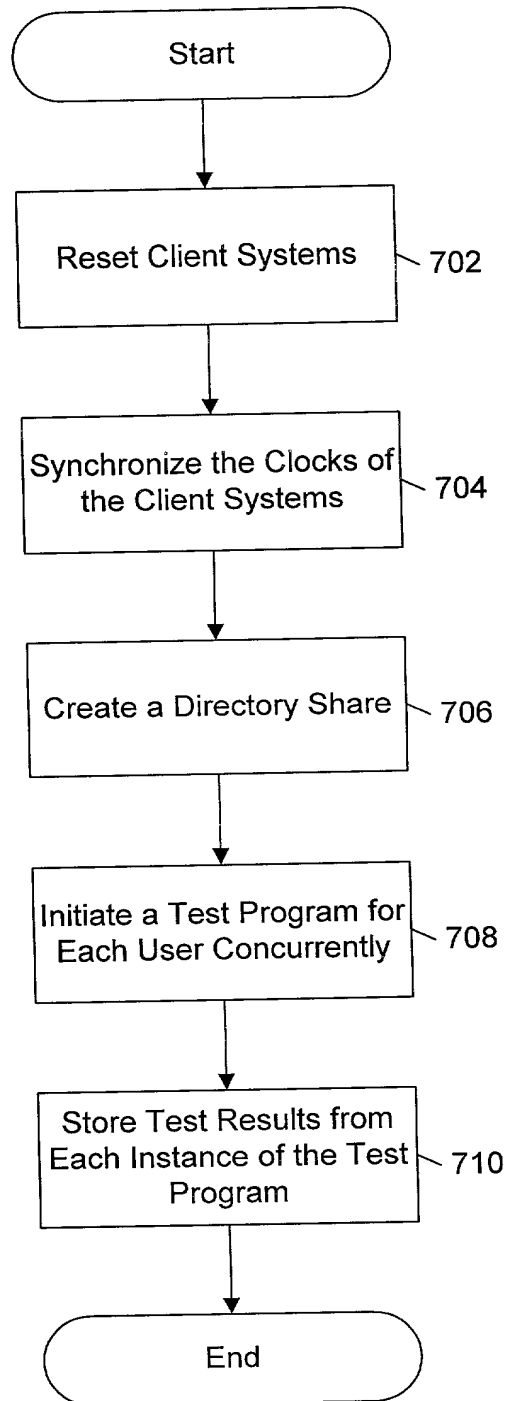 Start
Reset Client Systems
702
Synchronize the Clocks of
the Client Systems
704
Create a Directory Share
706
Initiate a Test Program for
Each User Concurrently
708
Store Test Results from
Each Instance of the Test
Program
710
End